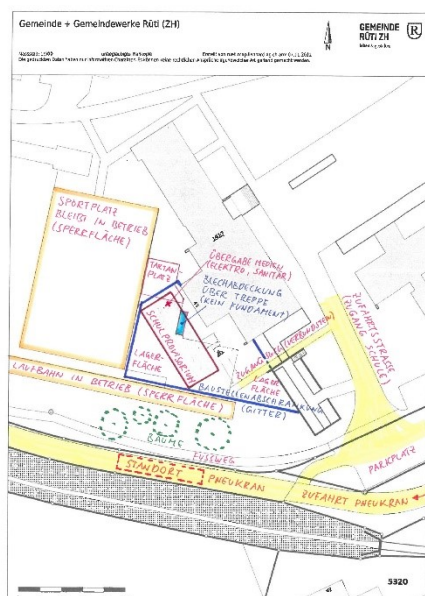 Gemeinde + Gemeindewerke Rüti (ZH)
GEMEINDE
RÜTI ZH
SPORTPLATZ
BLEIBT IN BETRIEB
(SPERRFLÄCHE)
TARTAN
PLATZ
ÜBERGABE MEDIEN
(ELEKTRO, SANITÄR)
BLECHABDECKUNG
ÜBER TREPPE
(KEIN FUNDAMENT)
SCHULPROVISORIUM
LAGER-
FLÄCHE
ZUGANG
ZUFAHRTSSTRASSE
(ZUGANG SCHULE)
LAGER
FLÄCHE
BAUSTELLENABSCHRANKUNG
(GITTER)
LAUFBAHN IN BETRIEB (SPERRFLÄCHE)
BÄUME
FUSSWEG
PARKPLATZ
STANDORT PNEUKRAN
ZUFAHRT PNEUKRAN
5320